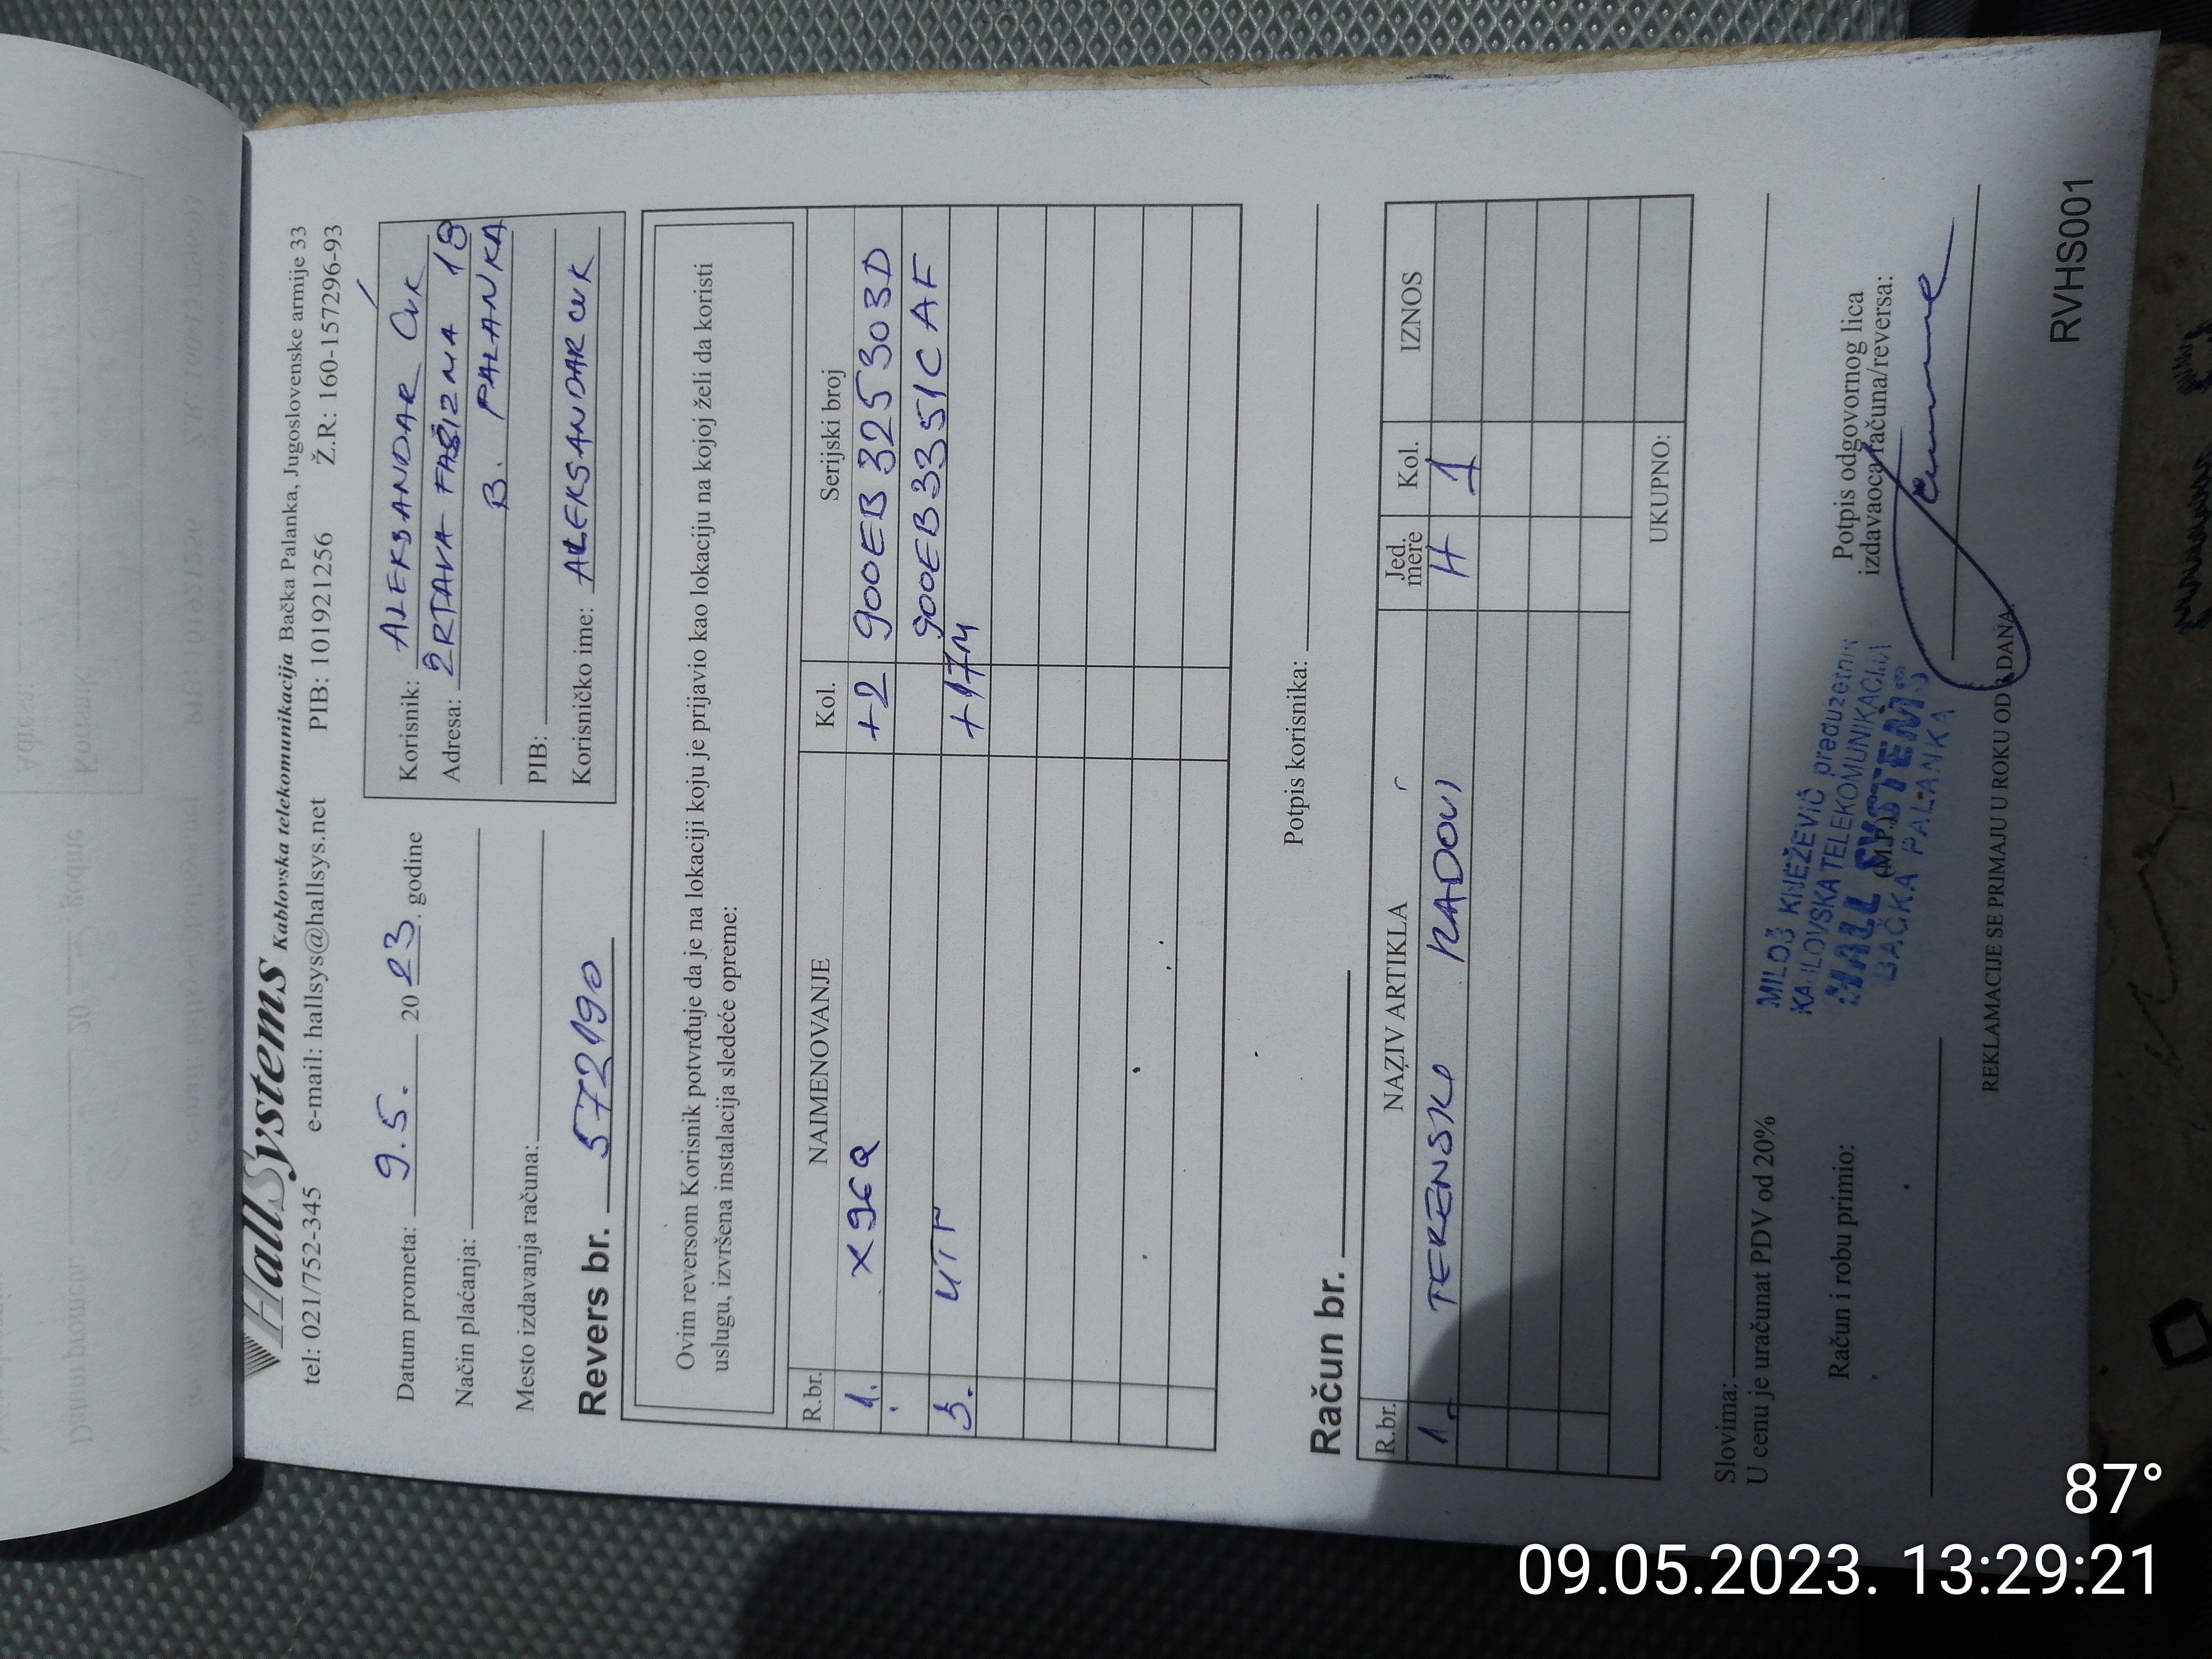 HallSystems Kablovska telekomunikacija Bačka Palanka, Jugoslovenske armije 33
tel: 021/752-345 e-mail: hallsys@hallsys.net PIB: 101921256 Ž.R: 160-157296-93
Datum prometa: 9.5. 2023. godine
Način plaćanja:
Mesto izdavanja računa:
Revers br. 572190
Korisnik: ALEKSANDAR Ćuk
Adresa: ŽRTAVA FAŠIZMA 18
B. PALANKA
PIB:
Korisničko ime: ALEKSANDARCUK
Ovim reversom Korisnik potvrđuje da je na lokaciji koju je prijavio kao lokaciju na kojoj želi da koristi
uslugu, izvršena instalacija sledeće opreme:
R.br. NAIMENOVANJE Kol. Serijski broj
1. X96Q +2 900EB325303D
900EB3351CAF
3. UTP +17M
Potpis korisnika:
Račun br.
R.br. NAZIV ARTIKLA Jed. mere Kol. IZNOS
1. TERENSKI RADOVI H 1
UKUPNO:
Slovima:
U cenu je uračunat PDV od 20%
MILOŠ KNEŽEVIĆ preduzetnik
KABLOVSKA TELEKOMUNIKACIJA
HALL SYSTEMS
BAČKA PALANKA
(M.P.)
Račun i robu primio:
Potpis odgovornog lica
izdavaoca računa/reversa:
REKLAMACIJE SE PRIMAJU U ROKU OD 8 DANA.
RVHS001
87°
09.05.2023. 13:29:21